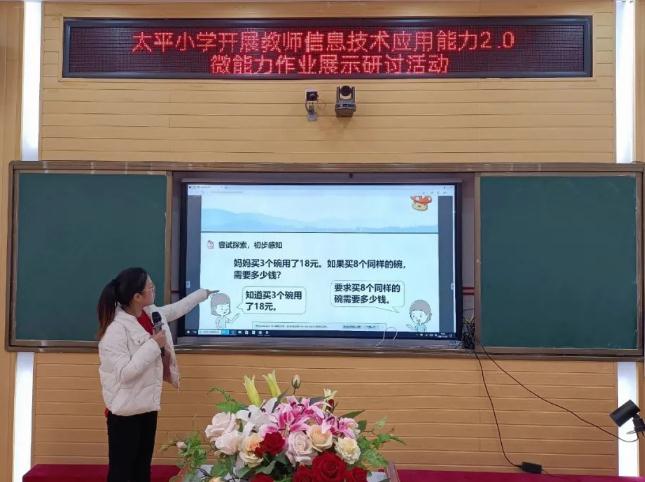 太平小学开展教师信息技术应用能力2.0
微能力作业展示研讨活动
尝试探索，初步感知
妈妈买3个碗用了18元。如果买8个同样的碗，
需要多少钱？
知道买3个碗用
了18元。
要求买8个同样的
碗需要多少钱。